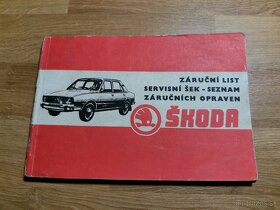 ZÁRUČNÍ LIST
SERVISNÍ ŠEK - SEZNAM
ZÁRUČNÍCH OPRAVEN
ŠKODA